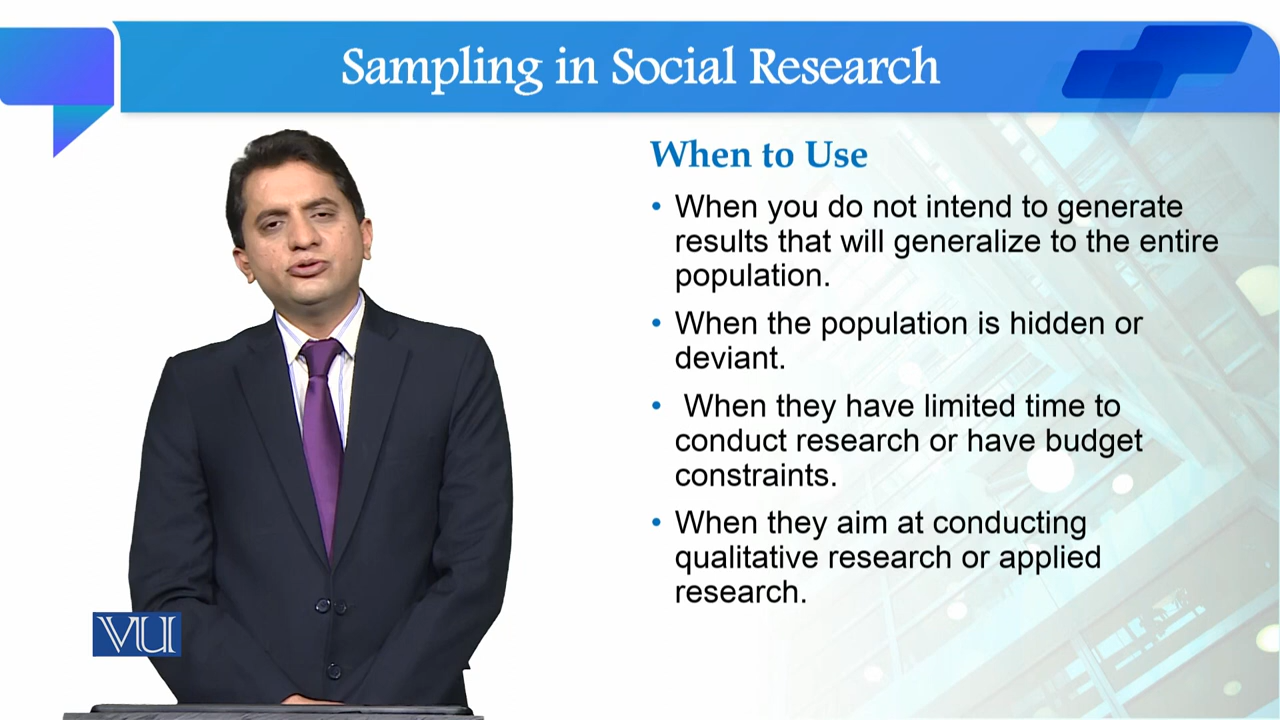 Sampling in Social Research
When to Use
• When you do not intend to generate
results that will generalize to the entire
population.
• When the population is hidden or
deviant.
• When they have limited time to
conduct research or have budget
constraints.
• When they aim at conducting
qualitative research or applied
research.
VU